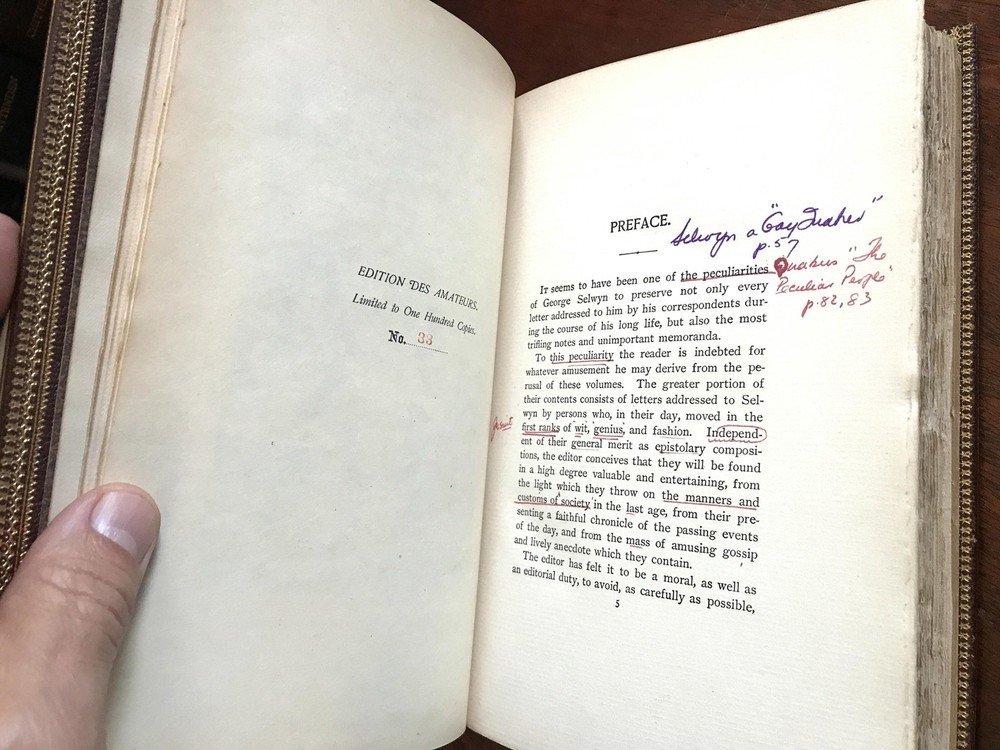 EDITION DES AMATEURS.
Limited to One Hundred Copies.
No. 33
PREFACE.
Selwyn a "Gay Quaker"
p.57
Quakers "The
Peculiar People"
p.82,83
IT seems to have been one of the peculiarities
of George Selwyn to preserve not only every
letter addressed to him by his correspondents dur-
ing the course of his long life, but also the most
trifling notes and unimportant memoranda.
To this peculiarity the reader is indebted for
whatever amusement he may derive from the pe-
rusal of these volumes. The greater portion of
their contents consists of letters addressed to Sel-
wyn by persons who, in their day, moved in the
first ranks of wit, genius, and fashion. Independ-
ent of their general merit as epistolary composi-
tions, the editor conceives that they will be found
in a high degree valuable and entertaining, from
the light which they throw on the manners and
customs of society in the last age, from their pre-
senting a faithful chronicle of the passing events
of the day, and from the mass of amusing gossip
and lively anecdote which they contain.
The editor has felt it to be a moral, as well as
an editorial duty, to avoid, as carefully as possible,
5